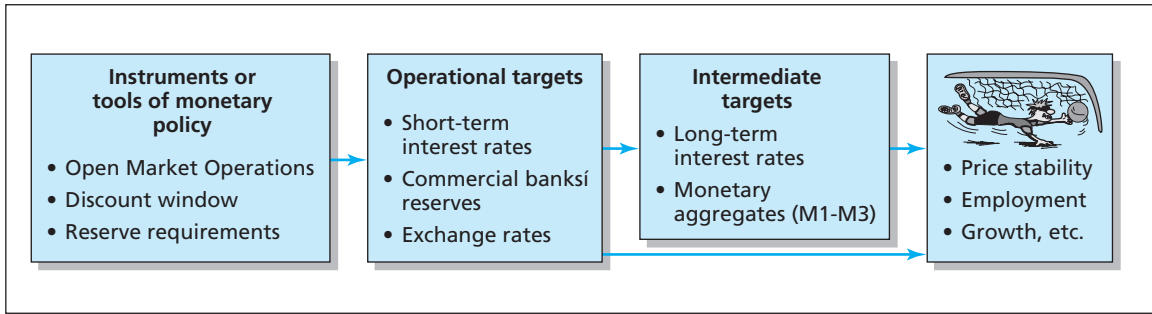 Instruments or
tools of monetary
policy
• Open Market Operations
• Discount window
• Reserve requirements
Operational targets
• Short-term
interest rates
• Commercial banksí
reserves
• Exchange rates
Intermediate
targets
• Long-term
interest rates
• Monetary
aggregates (M1-M3)
• Price stability
• Employment
• Growth, etc.